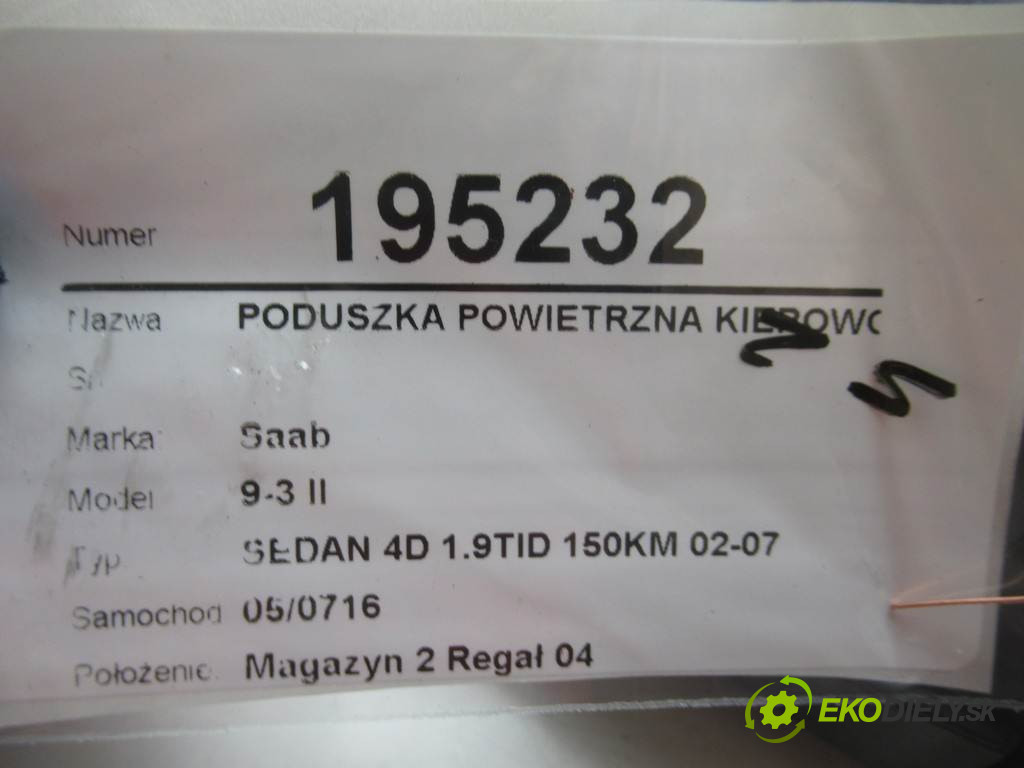 Numer 195232
Nazwa PODUSZKA POWIETRZNA KIEROWC
Marka Saab
Model 9-3 II
Typ SEDAN 4D 1.9TID 150KM 02-07
Samochod 05/0716
Położenie Magazyn 2 Regał 04
EKODIELY.SK